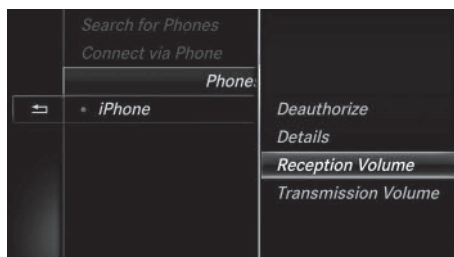 Search for Phones
Connect via Phone
Phone:
iPhone
Deauthorize
Details
Reception Volume
Transmission Volume